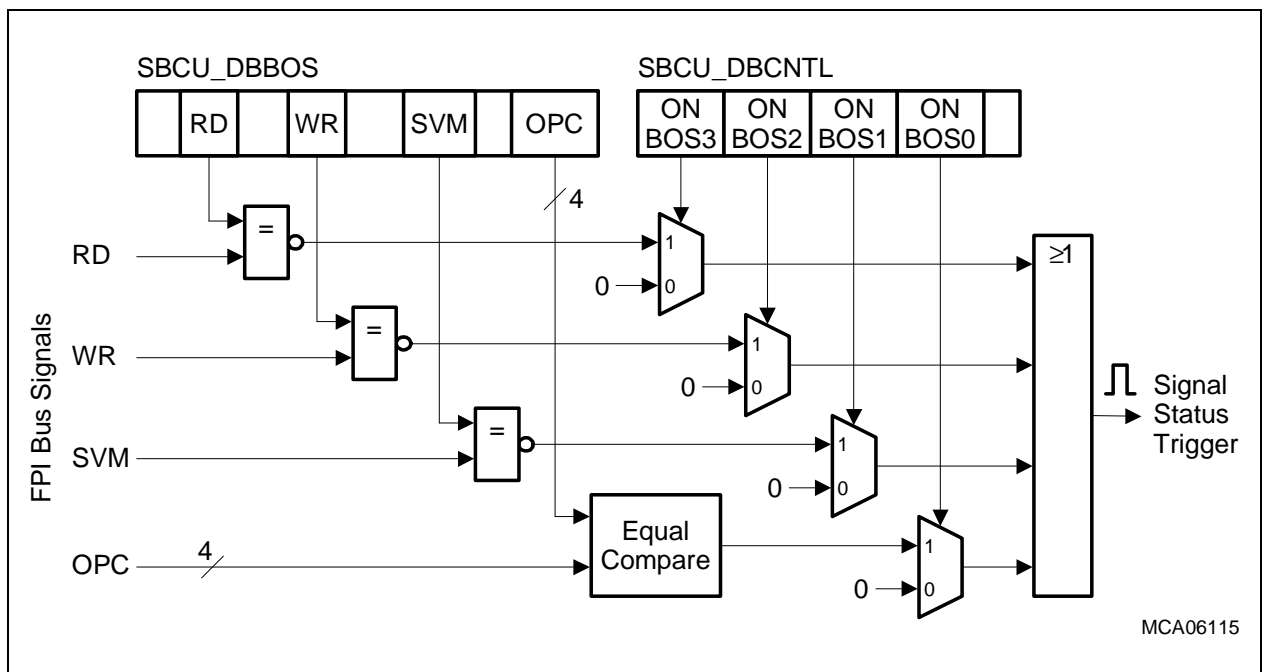 SBCU_DBBOS
SBCU_DBCNTL
RD
WR
SVM
OPC
ON
BOS3
ON
BOS2
ON
BOS1
ON
BOS0
4
RD
=
1
0
0
≥1
WR
=
1
0
0
FPI Bus Signals
Signal
Status
Trigger
SVM
=
1
0
0
OPC
4
Equal
Compare
1
0
0
MCA06115